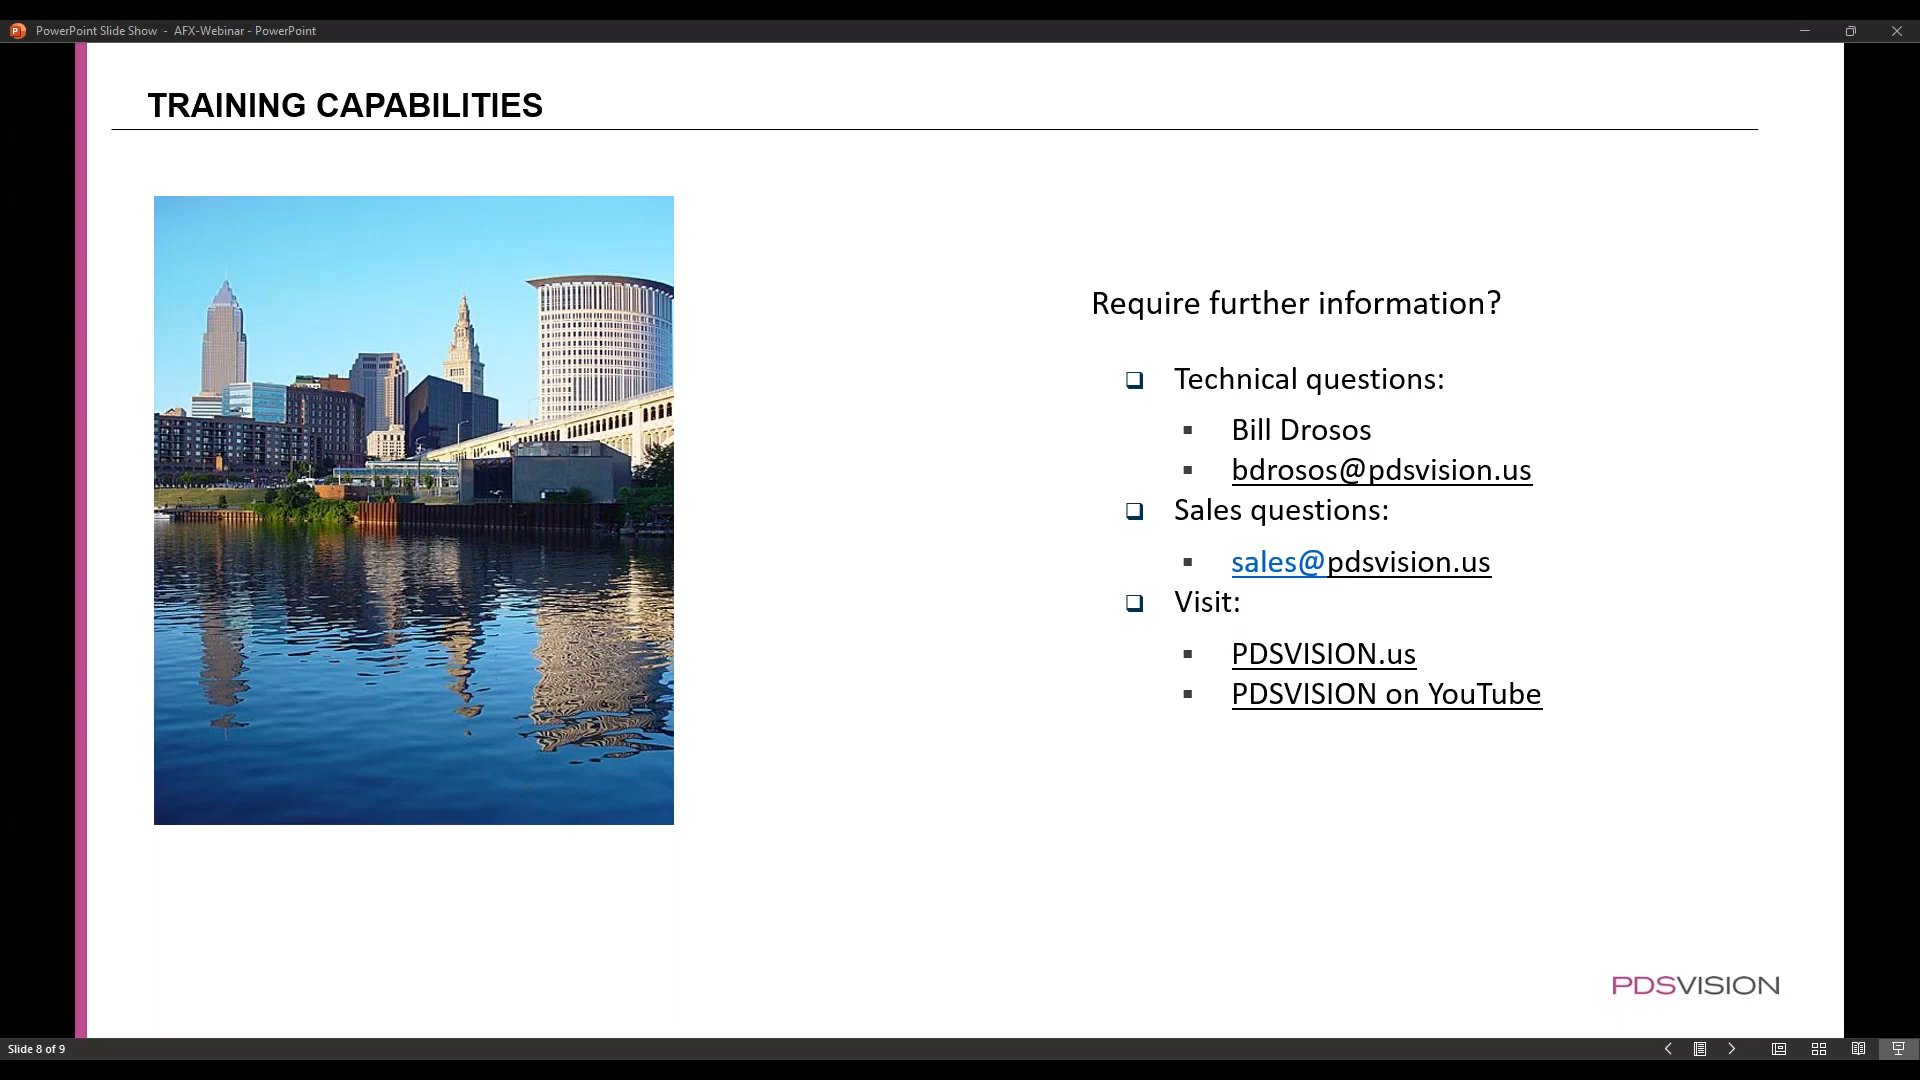 PowerPoint Slide Show - AFX-Webinar - PowerPoint
TRAINING CAPABILITIES
Require further information?
Technical questions:
Bill Drosos
bdrosos@pdsvision.us
Sales questions:
sales@pdsvision.us
Visit:
PDSVISION.us
PDSVISION on YouTube
PDSVISION
Slide 8 of 9